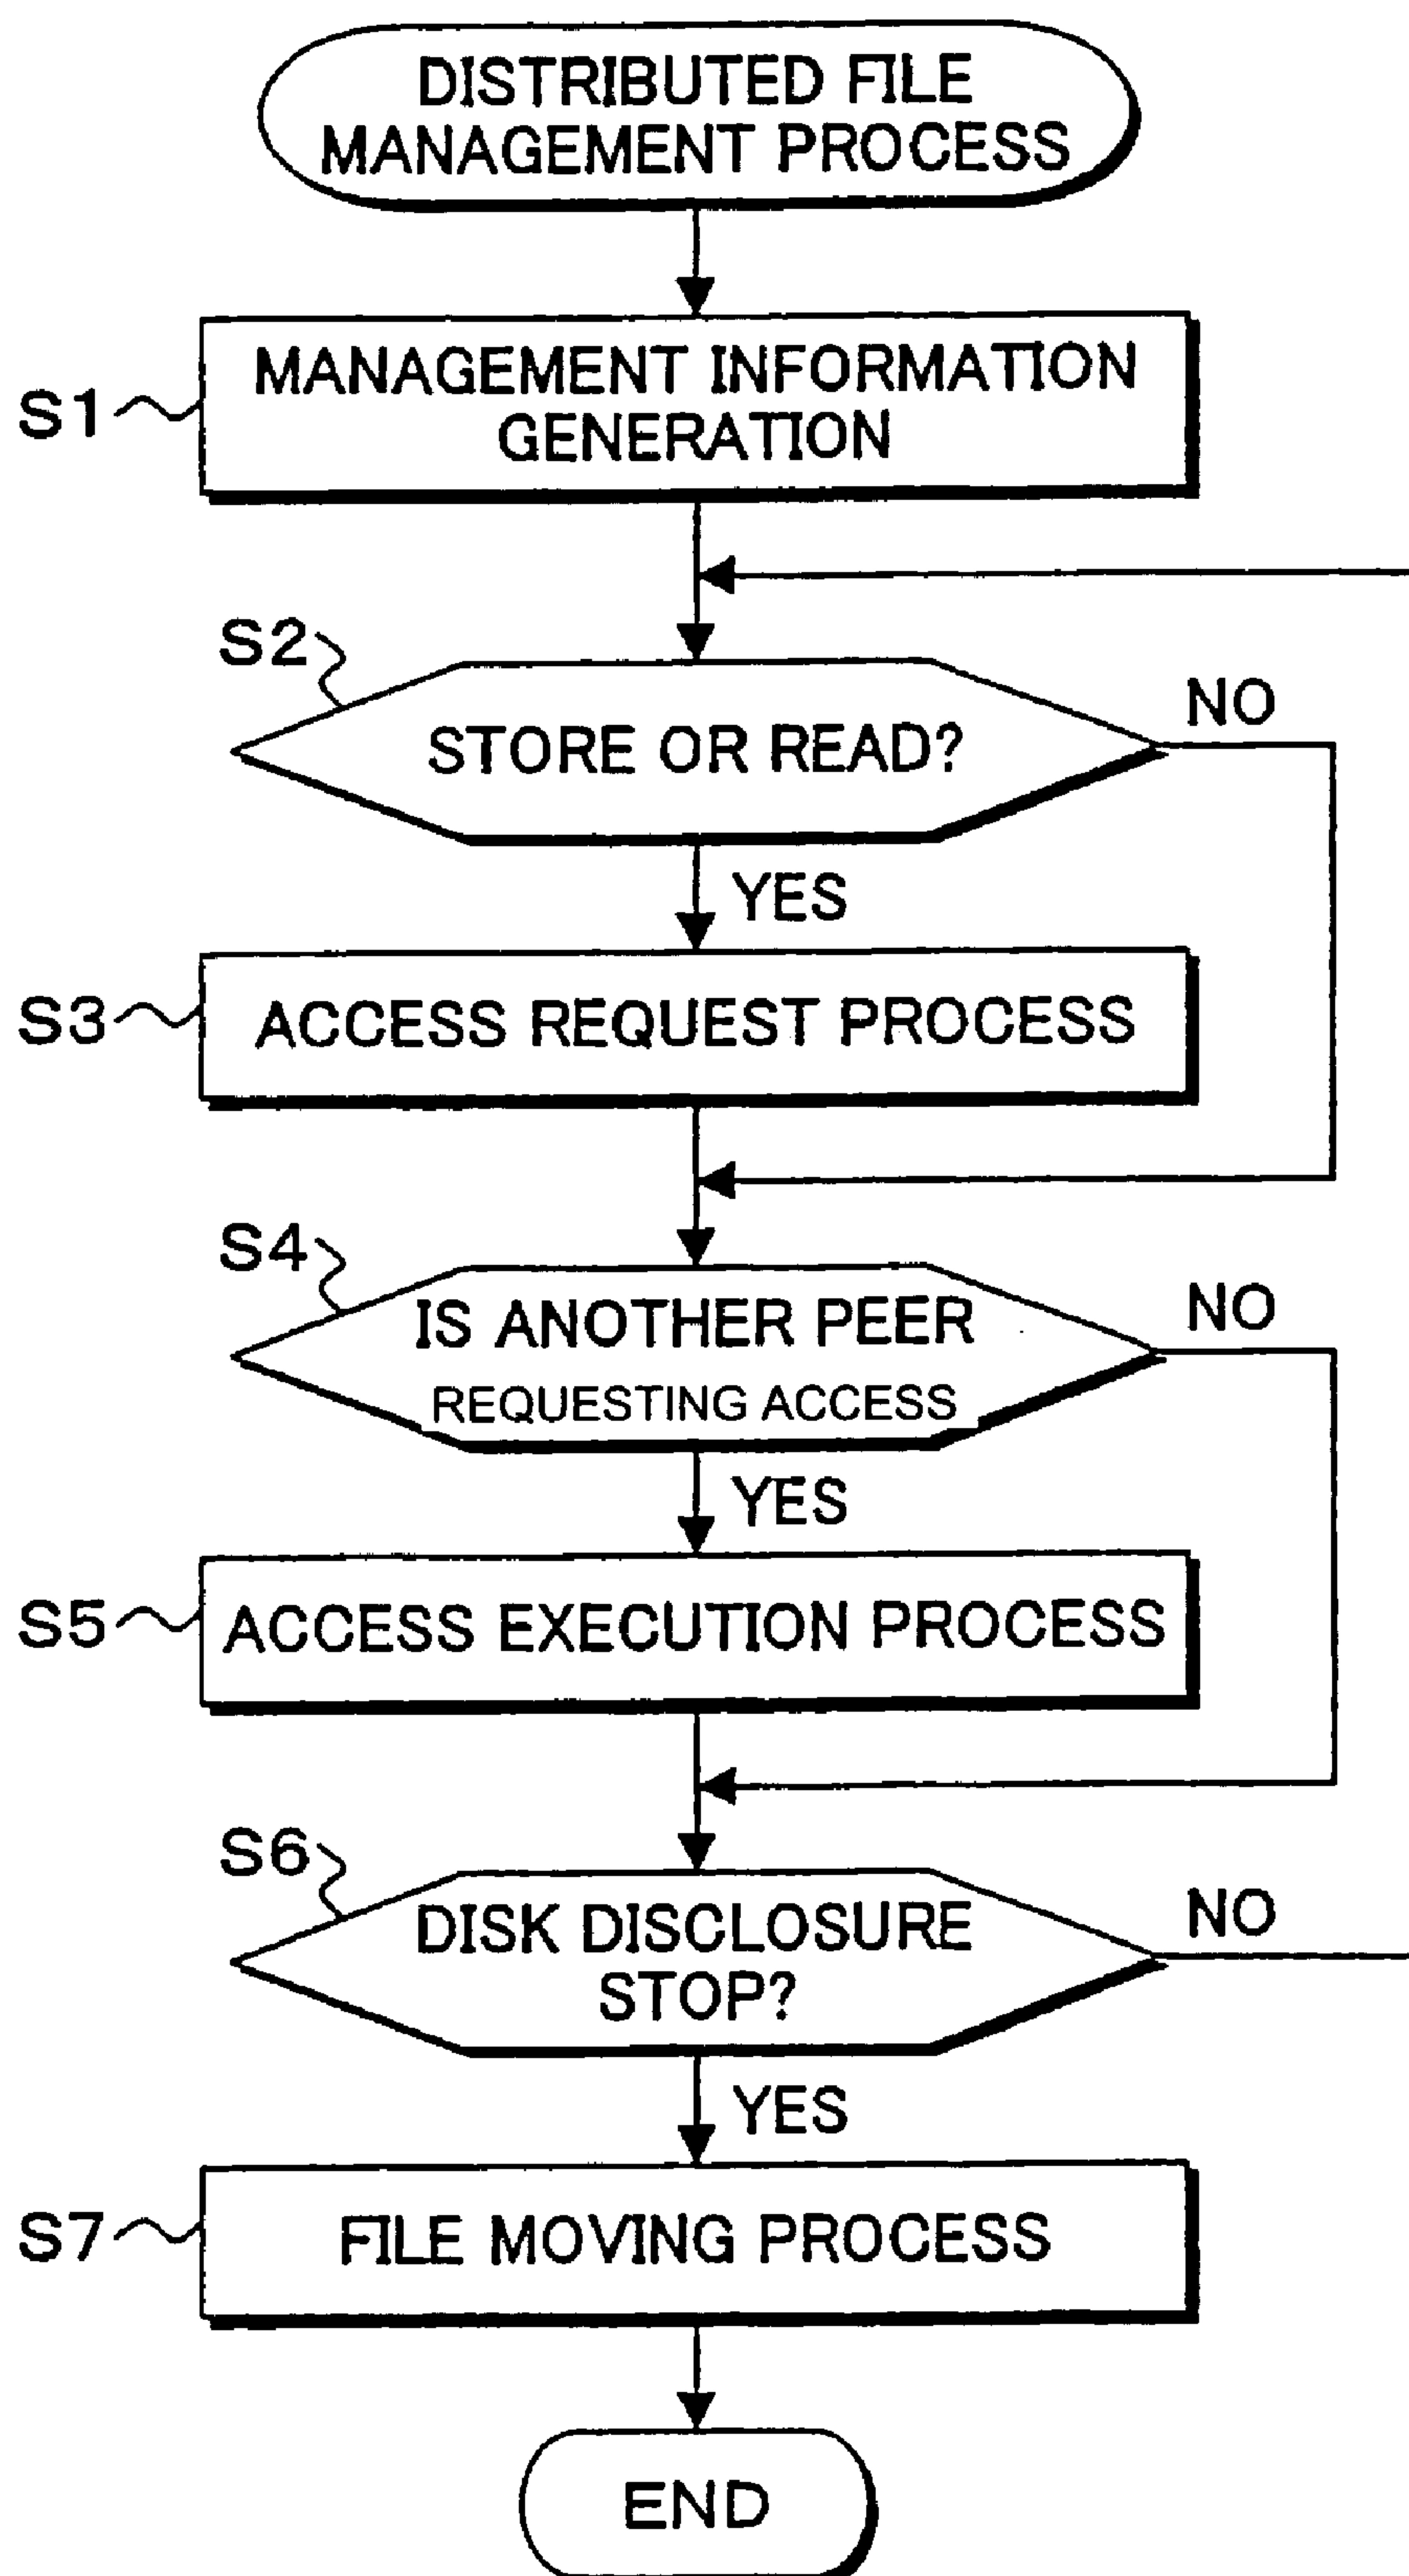 DISTRIBUTED FILE
MANAGEMENT PROCESS
S1
MANAGEMENT INFORMATION
GENERATION
S2
STORE OR READ?
NO
YES
S3
ACCESS REQUEST PROCESS
S4
IS ANOTHER PEER
REQUESTING ACCESS
NO
YES
S5
ACCESS EXECUTION PROCESS
S6
DISK DISCLOSURE
STOP?
NO
YES
S7
FILE MOVING PROCESS
END